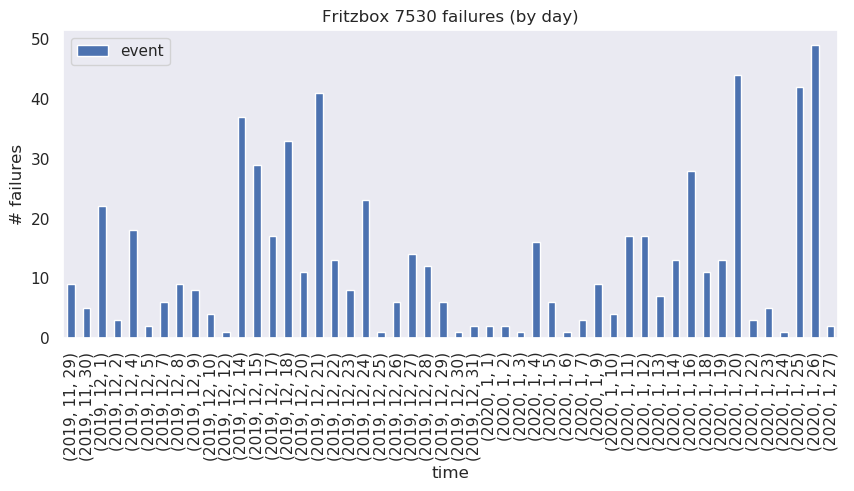 Fritzbox 7530 failures (by day)
event
# failures
50
40
30
20
10
0
(2019, 11, 29)
(2019, 11, 30)
(2019, 12, 1)
(2019, 12, 2)
(2019, 12, 4)
(2019, 12, 5)
(2019, 12, 7)
(2019, 12, 8)
(2019, 12, 9)
(2019, 12, 10)
(2019, 12, 12)
(2019, 12, 14)
(2019, 12, 15)
(2019, 12, 17)
(2019, 12, 18)
(2019, 12, 20)
(2019, 12, 21)
(2019, 12, 22)
(2019, 12, 23)
(2019, 12, 24)
(2019, 12, 25)
(2019, 12, 26)
(2019, 12, 27)
(2019, 12, 28)
(2019, 12, 29)
(2019, 12, 30)
(2019, 12, 31)
(2020, 1, 1)
(2020, 1, 2)
(2020, 1, 3)
(2020, 1, 4)
(2020, 1, 5)
(2020, 1, 6)
(2020, 1, 7)
(2020, 1, 9)
(2020, 1, 10)
(2020, 1, 11)
(2020, 1, 12)
(2020, 1, 13)
(2020, 1, 14)
(2020, 1, 16)
(2020, 1, 18)
(2020, 1, 19)
(2020, 1, 20)
(2020, 1, 22)
(2020, 1, 23)
(2020, 1, 24)
(2020, 1, 25)
(2020, 1, 26)
(2020, 1, 27)
time